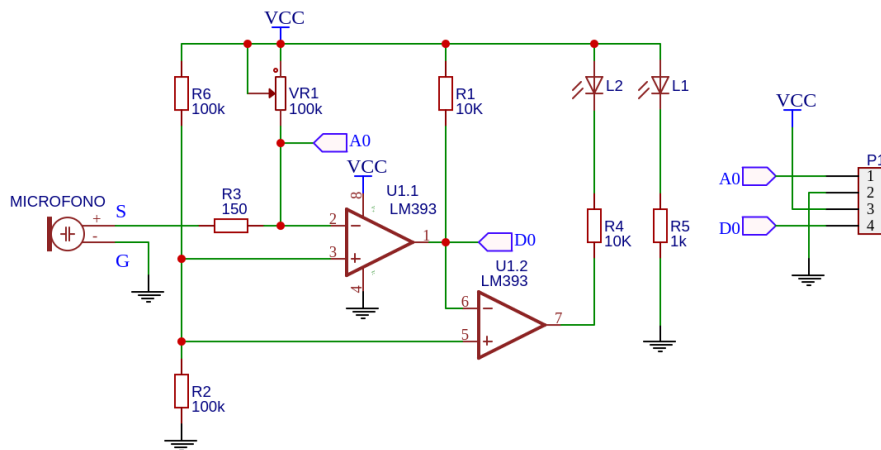 VCC
R6
100k
VR1
100k
R1
10K
L2
L1
VCC
A0
VCC
P1
MICROFONO
+
S
R3
150
8
U1.1
LM393
A0
1
2
3
4
2
−
1
D0
D0
-
G
3
+
4
U1.2
LM393
R4
10K
R5
1k
6
−
7
5
+
R2
100k